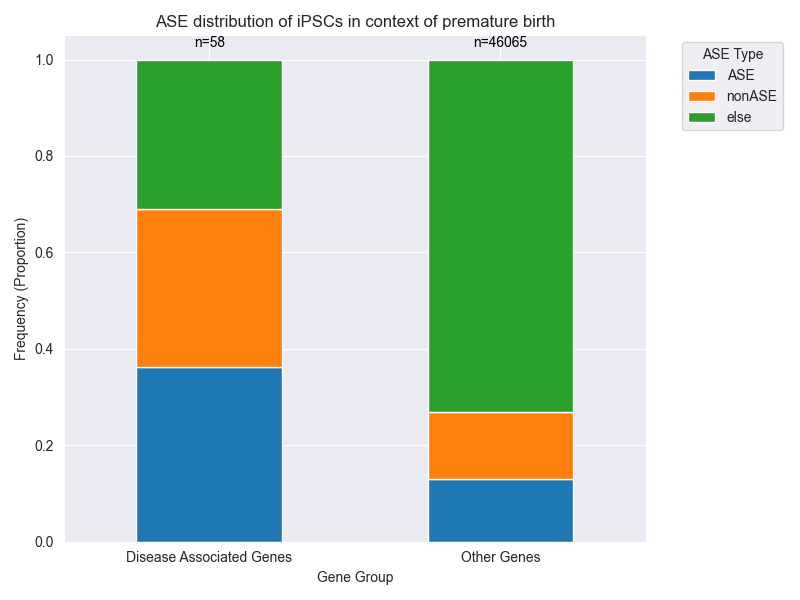 ASE distribution of iPSCs in context of premature birth
n=58
n=46065
ASE Type
ASE
nonASE
else
1.0
0.8
0.6
0.4
0.2
0.0
Frequency (Proportion)
Disease Associated Genes
Other Genes
Gene Group